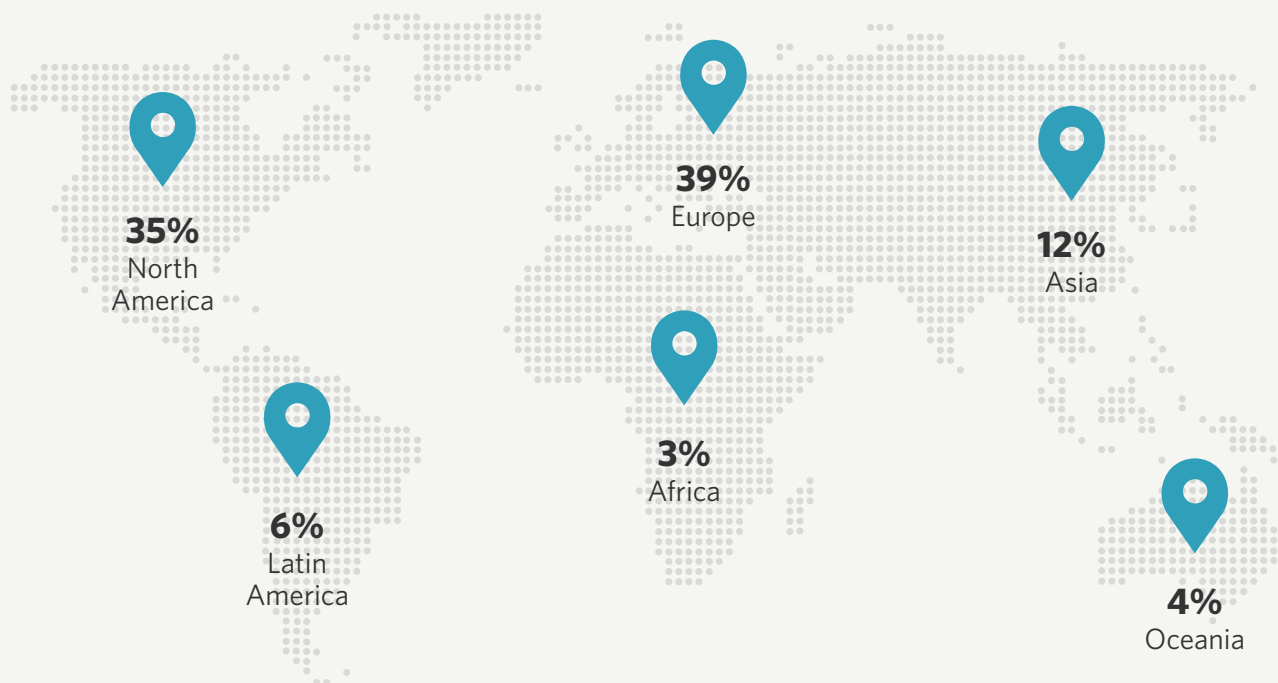 39%
Europe
35%
North
America
12%
Asia
3%
Africa
6%
Latin
America
4%
Oceania